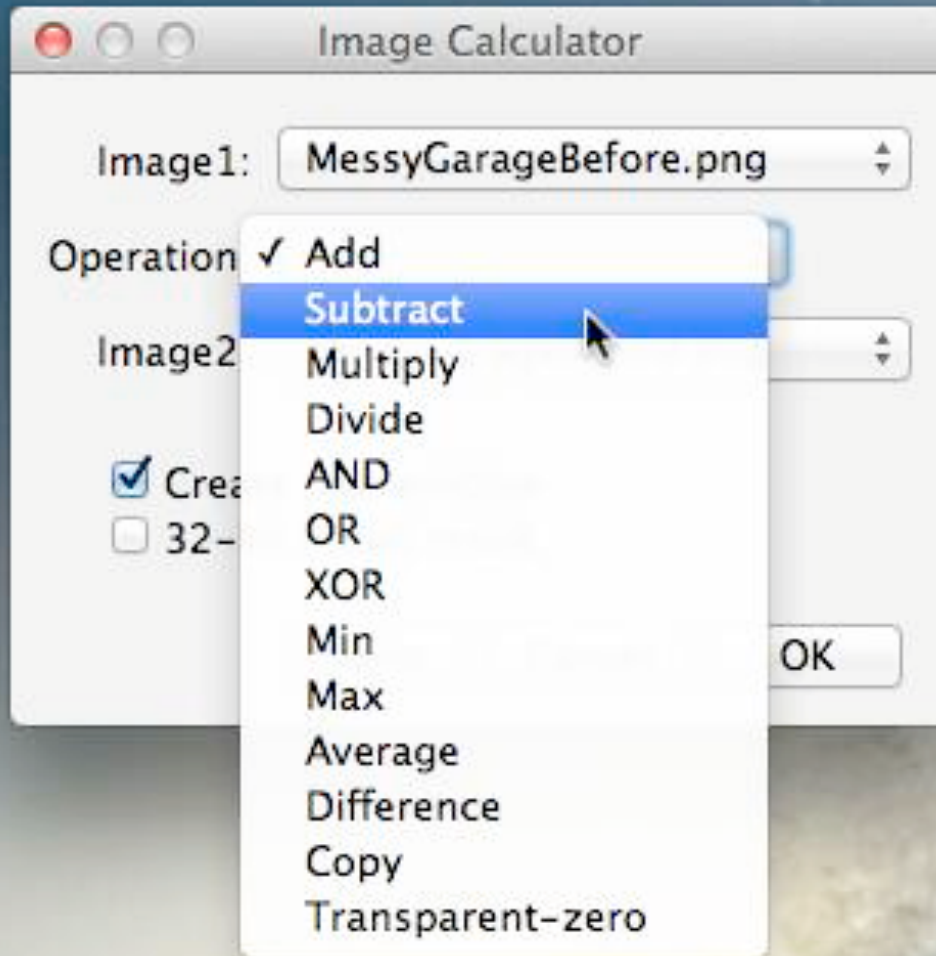 Image Calculator
Image1: MessyGarageBefore.png
Operation ✓ Add
Subtract
Image2
Multiply
Divide
Crea
AND
32-
OR
XOR
Min
OK
Max
Average
Difference
Copy
Transparent-zero